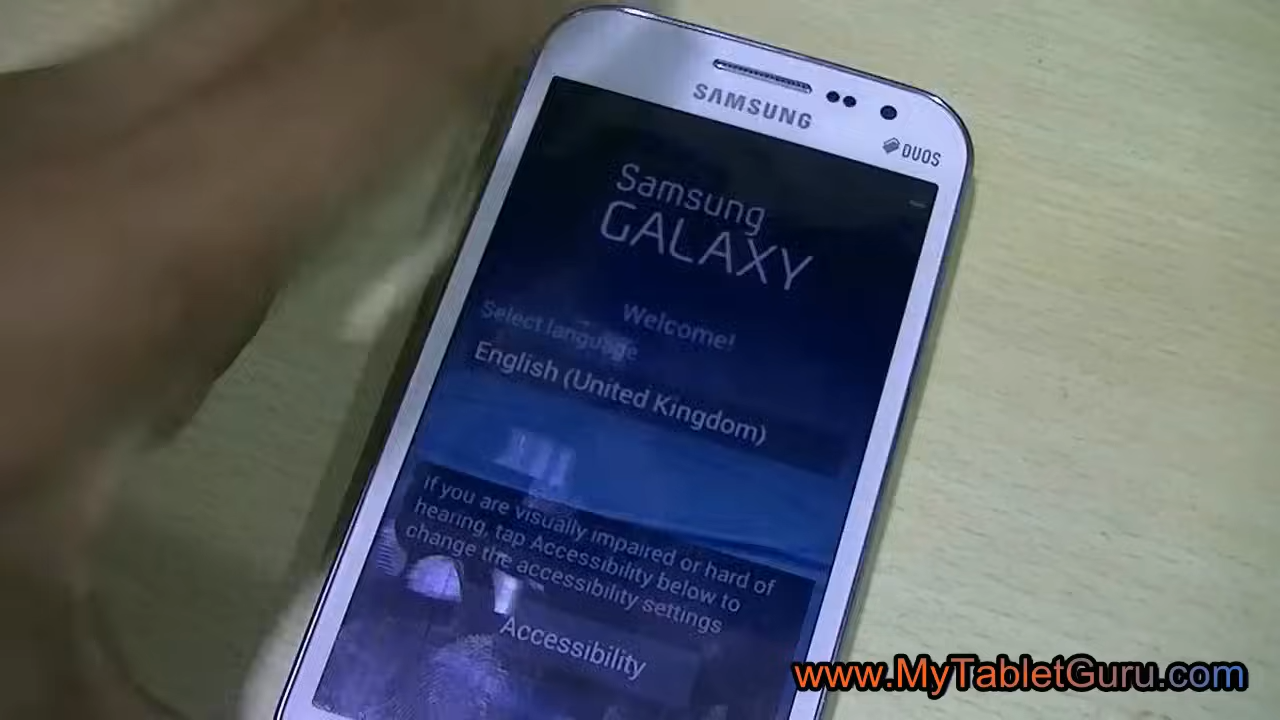 SAMSUNG
DUOS
Samsung
GALAXY
Welcome!
Select language
English (United Kingdom)
If you are visually impaired or hard of
hearing, tap Accessibility below to
change the accessibility settings
Accessibility
www.MyTabletGuru.com